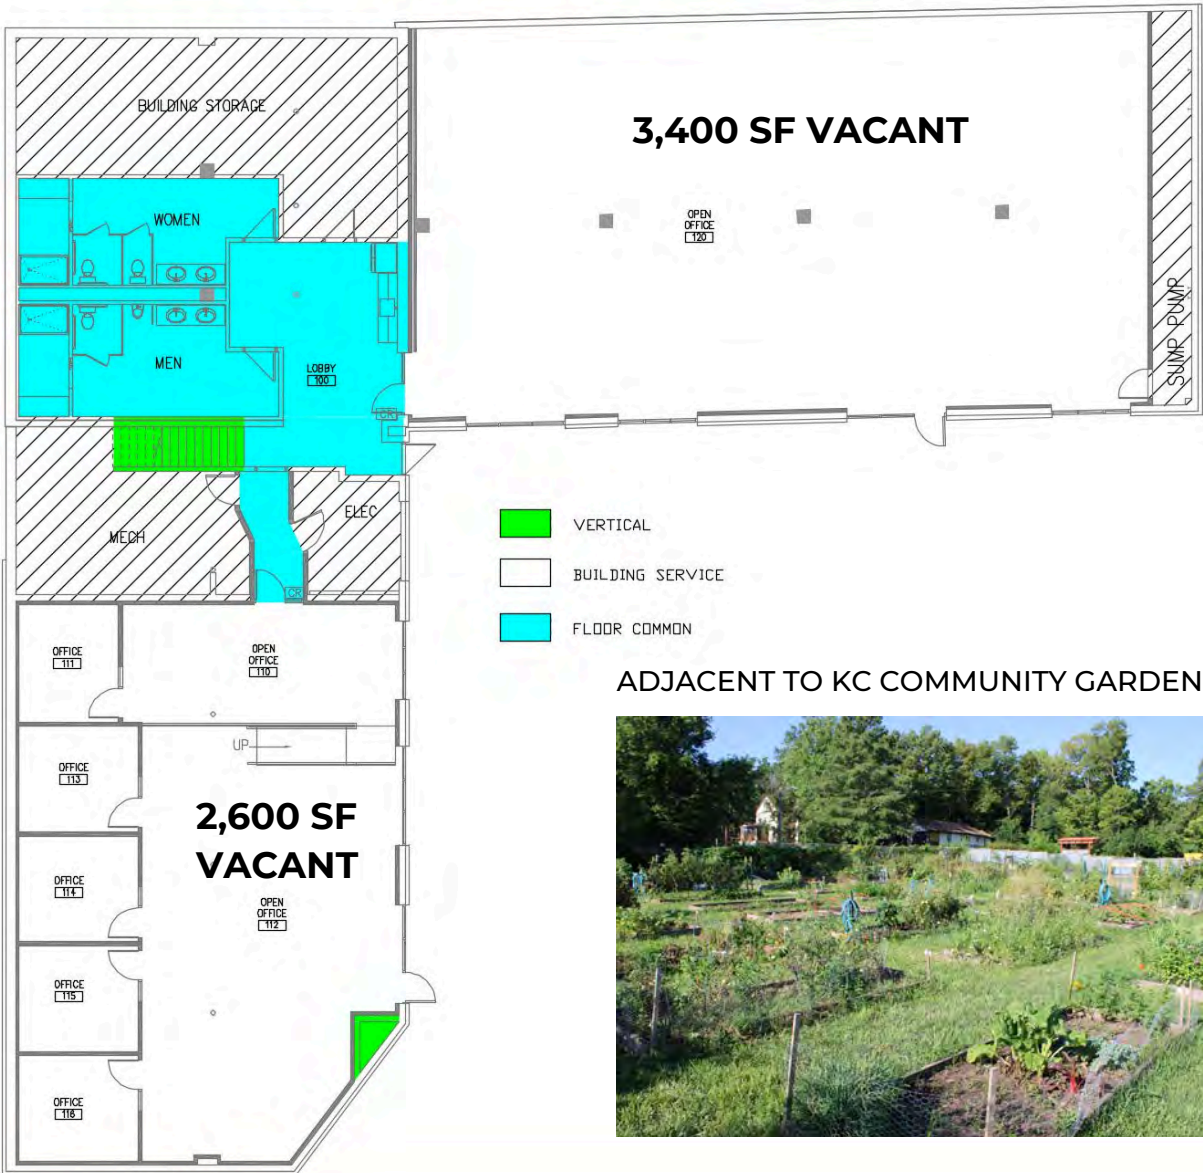 BUILDING STORAGE
3,400 SF VACANT
WOMEN
OPEN
OFFICE
120
SUMP PUMP
MEN
LOBBY
100
CR
ELEC
MECH
CR
VERTICAL
BUILDING SERVICE
FLOOR COMMON
OFFICE
111
OPEN
OFFICE
110
ADJACENT TO KC COMMUNITY GARDEN
UP
OFFICE
113
2,600 SF
VACANT
OFFICE
114
OPEN
OFFICE
112
OFFICE
115
OFFICE
116